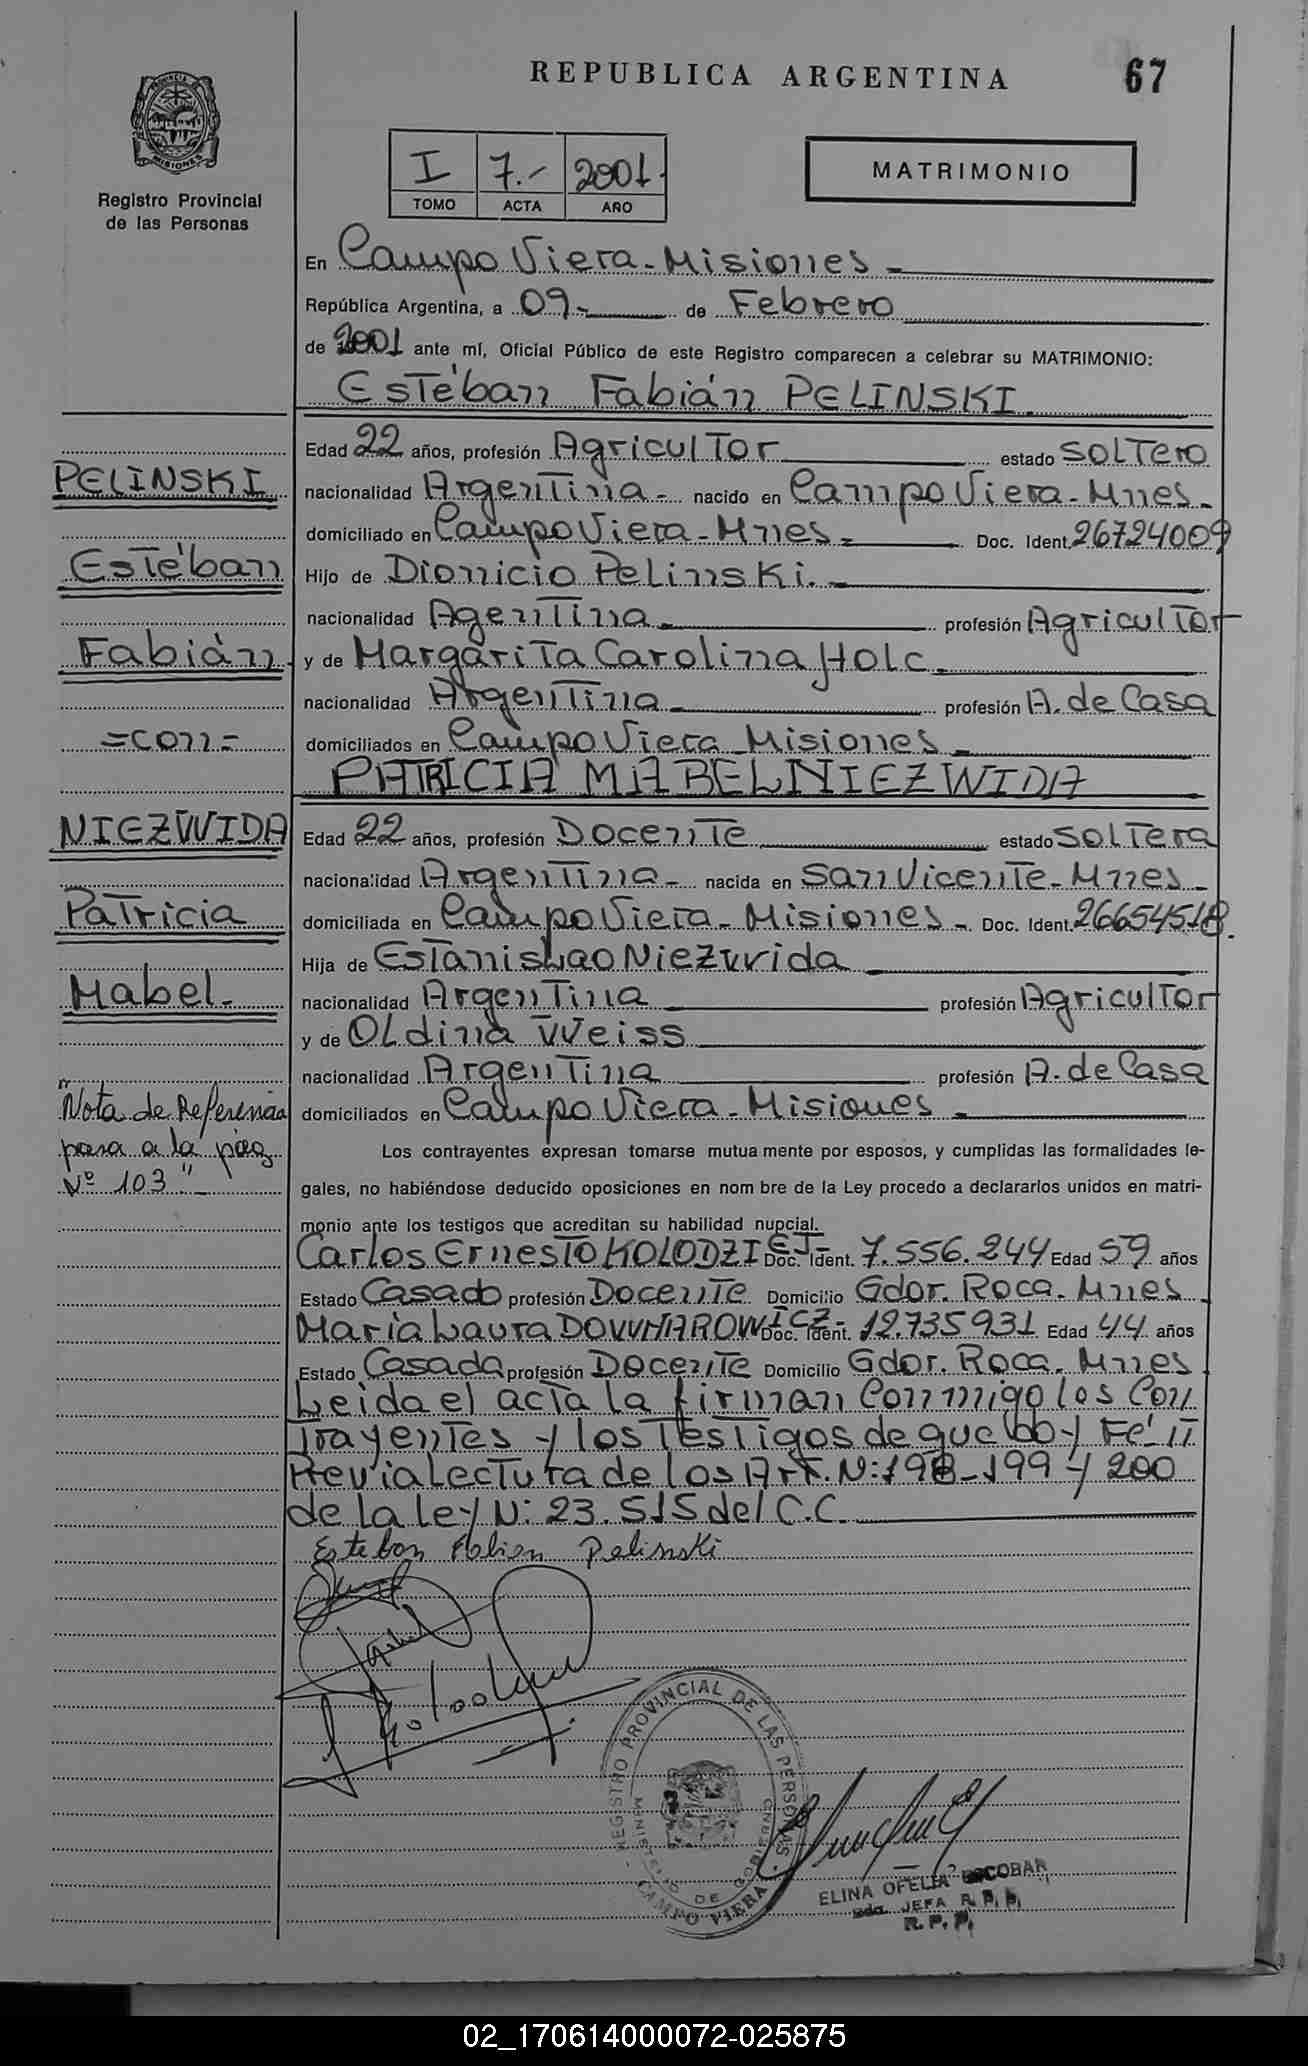 REPUBLICA ARGENTINA
67
PROVINCIA DE MISIONES
Registro Provincial
de las Personas
I 7.- 2001.
TOMO ACTA AÑO
MATRIMONIO
En Campo Viera - Misiones -
República Argentina, a 09.- de Febrero
de 2001 ante mí, Oficial Público de este Registro comparecen a celebrar su MATRIMONIO:
Estéban Fabián PELINSKI.
Edad 22 años, profesión Agricultor estado Soltero
nacionalidad Argentina - nacido en Campo Viera - Mnes -
domiciliado en Campo Viera - Mnes - Doc. Ident. 26724009
Hijo de Dionicio Pelinski. -
nacionalidad Agentina - profesión Agricultor
y de Margarita Carolina Holc -
nacionalidad Argentina - profesión A. de Casa
domiciliados en Campo Viera Misiones -
PATRICIA MABEL NIEZWIDA
Edad 22 años, profesión Docente estado Soltera
nacionalidad Argentina - nacida en San Vicente - Mnes -
domiciliada en Campo Viera - Misiones - Doc. Ident. 26654518.
Hija de Estanislao Niezwida
nacionalidad Argentina profesión Agricultor
y de Oldina Weiss
nacionalidad Argentina profesión A. de Casa
domiciliados en Campo Viera - Misiones -
Los contrayentes expresan tomarse mutua mente por esposos, y cumplidas las formalidades le-
gales, no habiéndose deducido oposiciones en nom bre de la Ley procedo a declararlos unidos en matri-
monio ante los testigos que acreditan su habilidad nupcial.
Carlos Ernesto KOLODZIEJ- Doc. Ident. 7.556.244 Edad 59 años
Estado Casado profesión Docente Domicilio Gdor. Roca. Mnes
Maria Laura DOWHAROWICZ- Doc. Ident. 12.735931 Edad 44 años
Estado Casada profesión Docente Domicilio Gdor. Roca. Mnes
Leida el acta la firman Conmigo los Con
Trayentes y los Testigos de que doy Fé
Previa Lectura de los Art. N: 198-199 y 200
de la Ley N: 23.515 del C.C.
Esteban Fabian Pelinski
PELINSKI
Estéban
Fabián
= con =
NIEZWIDA
Patricia
Mabel -
"Nota de Referencia
pasa a la pág
Nº 103" -
REGISTRO PROVINCIAL DE LAS PERSONAS
MINISTERIO DE GOBIERNO
CAMPO VIERA
ELINA OFELIA ESCOBAR
JEFA R. P. P.
R. P. P.
02_170614000072-025875